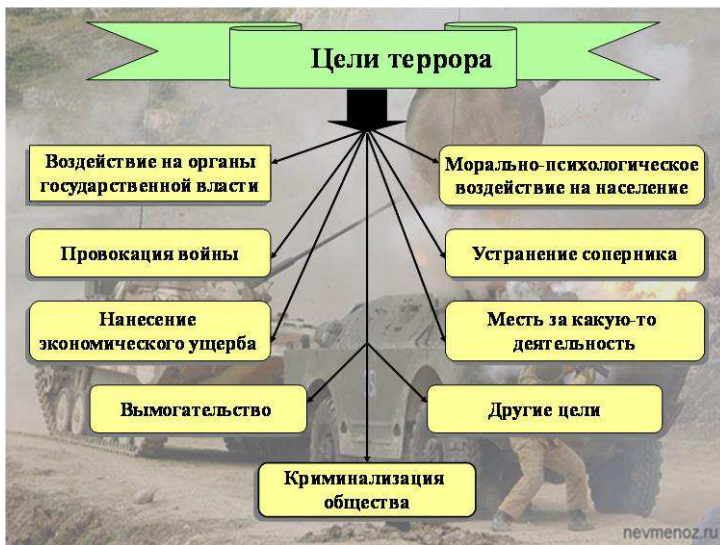 Цели террора
Воздействие на органы
государственной власти
Морально-психологическое
воздействие на население
Провокация войны
Устранение соперника
Нанесение
экономического ущерба
Месть за какую-то
деятельность
Вымогательство
Другие цели
Криминализация
общества
nevmenoz.ru